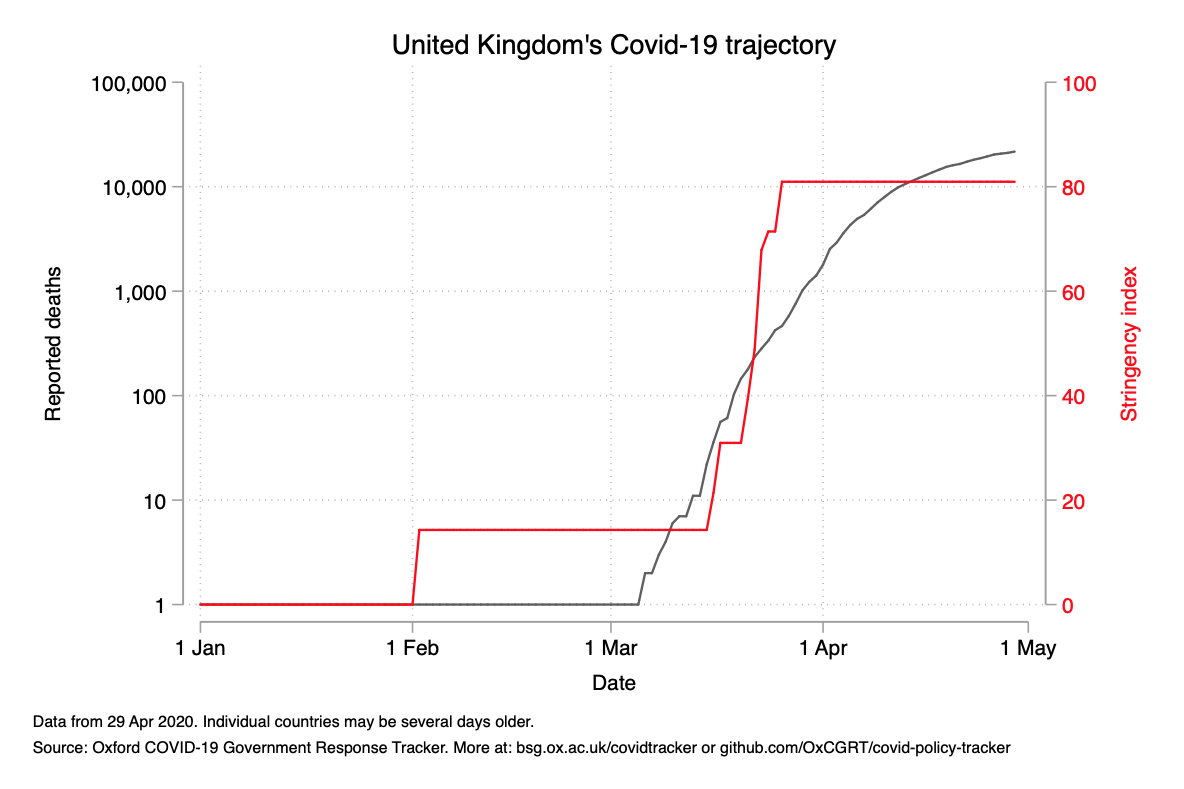 United Kingdom's Covid-19 trajectory
100,000
10,000
1,000
100
10
1
Reported deaths
100
80
60
40
20
0
Stringency index
1 Jan
1 Feb
1 Mar
1 Apr
1 May
Date
Data from 29 Apr 2020. Individual countries may be several days older.
Source: Oxford COVID-19 Government Response Tracker. More at: bsg.ox.ac.uk/covidtracker or github.com/OxCGRT/covid-policy-tracker